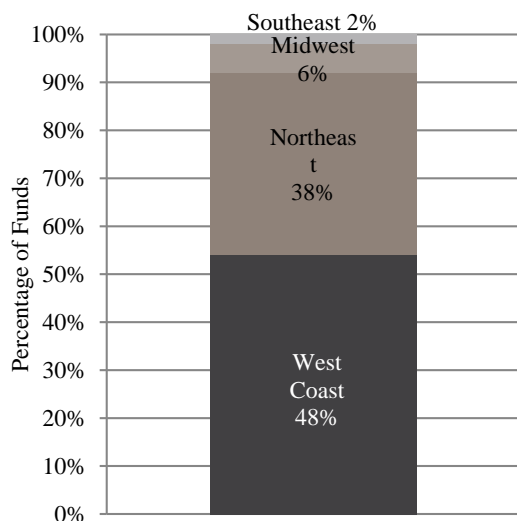 Southeast 2%
100%
Midwest
6%
90%
80%
Northeas
t
38%
70%
60%
Percentage of Funds
50%
40%
30%
West
Coast
48%
20%
10%
0%